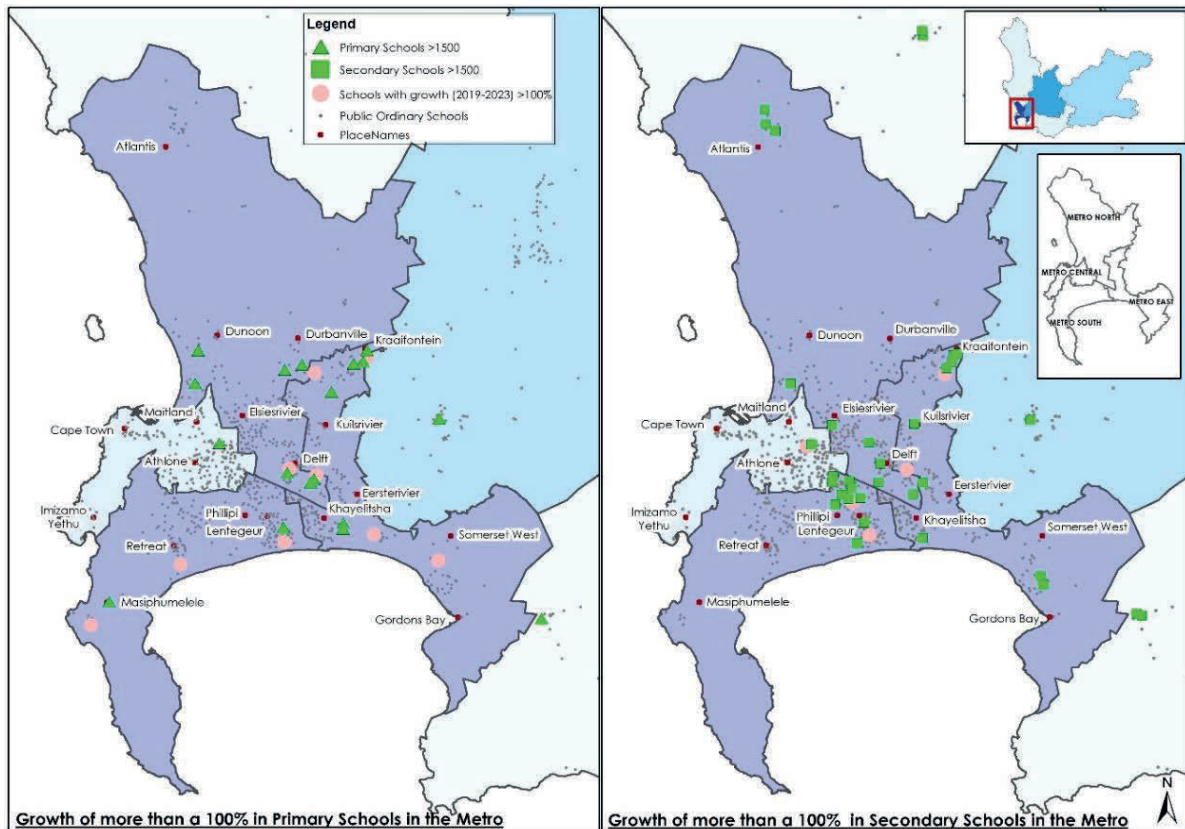 Legend
Primary Schools >1500
Secondary Schools >1500
Schools with growth (2019-2023) >100%
Public Ordinary Schools
PlaceNames
Atlantis
Dunoon
Durbanville
Kraaifontein
Maitland
Elsiesrivier
Cape Town
Kuilsrivier
Athlone
Delft
Eersterivier
Imizamo
Yethu
Phillipi
Khayelitsha
Lentegeur
Somerset West
Retreat
Masiphumelele
Gordons Bay
Growth of more than a 100% in Primary Schools in the Metro
METRO NORTH
METRO CENTRAL
METRO EAST
METRO SOUTH
Atlantis
Dunoon
Durbanville
Kraaifontein
Maitland
Elsiesrivier
Cape Town
Kuilsrivier
Athlone
Delft
Eersterivier
Imizamo
Yethu
Phillipi
Khayelitsha
Lentegeur
Somerset West
Retreat
Masiphumelele
Gordons Bay
N
Growth of more than a 100% in Secondary Schools in the Metro